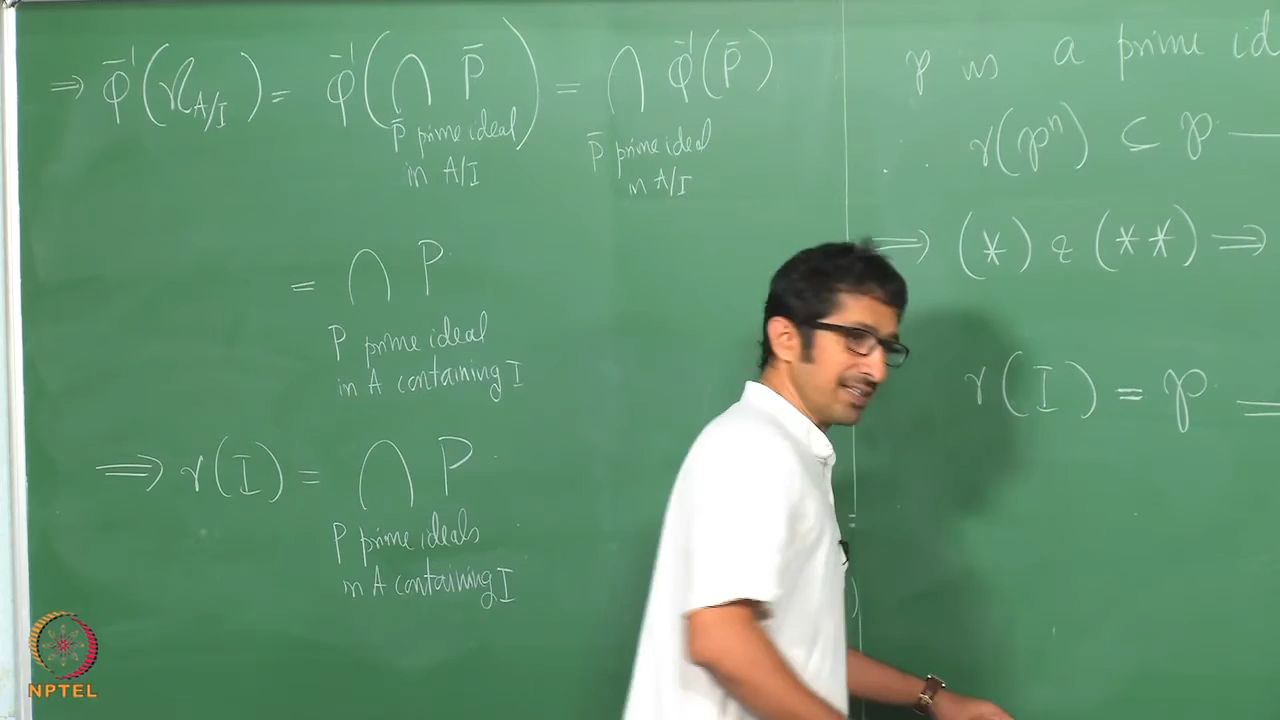 ⇒ φ⁻¹(𝔫_{A/I}) = φ⁻¹(⋂ P̄) = ⋂ φ⁻¹(P̄)
P̄ prime ideal in A/I
P̄ prime ideal in A/I
= ⋂ P
P prime ideal
in A containing I
⇒ r(I) = ⋂ P
P prime ideals
in A containing I
𝔭 is a prime id
r(𝔭ⁿ) ⊂ 𝔭 —
⇒ (*) & (**) ⇒
r(I) = 𝔭
NPTEL